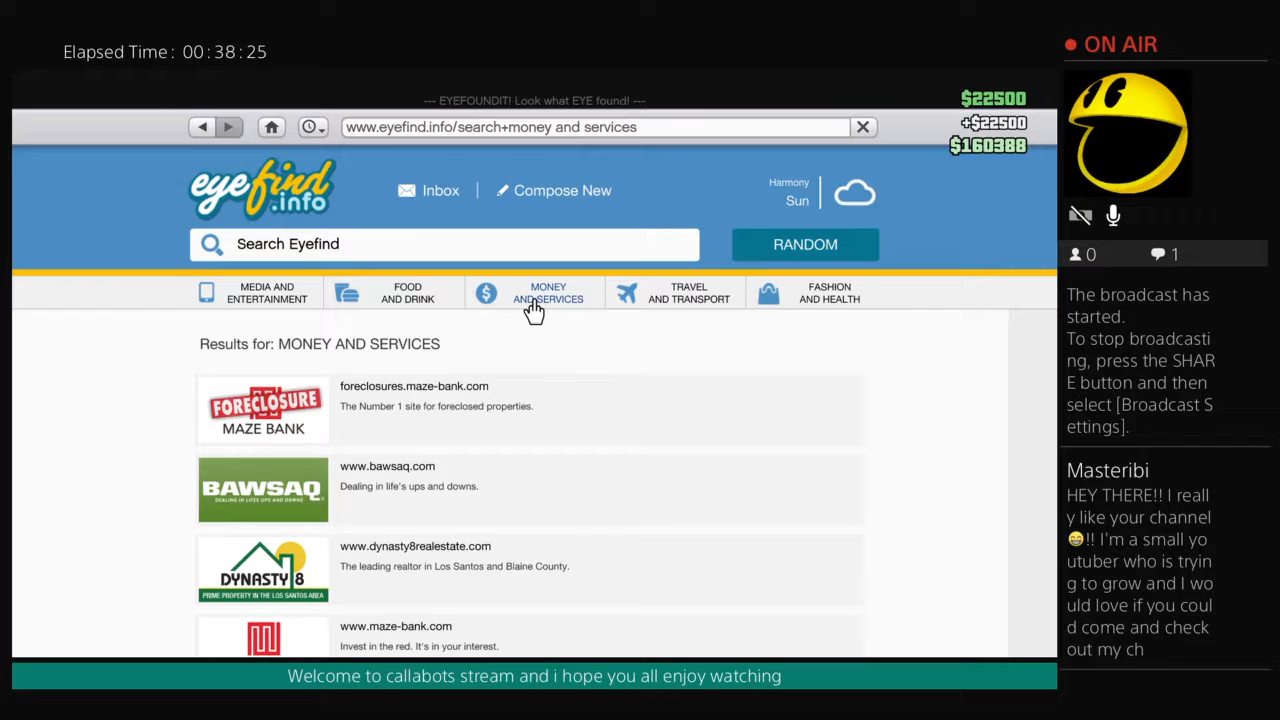 Elapsed Time: 00:38:25
ON AIR
--- EYEFOUNDIT! Look what EYE found! ---
$22500
+$22500
$160388
www.eyefind.info/search+money and services
eyefind
.info
Inbox
Compose New
Harmony
Sun
Search Eyefind
RANDOM
MEDIA AND
ENTERTAINMENT
FOOD
AND DRINK
MONEY
AND SERVICES
TRAVEL
AND TRANSPORT
FASHION
AND HEALTH
Results for: MONEY AND SERVICES
FORECLOSURE
MAZE BANK
foreclosures.maze-bank.com
The Number 1 site for foreclosed properties.
BAWSAQ
DEALING IN LIFE'S UPS AND DOWNS
www.bawsaq.com
Dealing in life's ups and downs.
DYNASTY 8
PRIME PROPERTY IN THE LOS SANTOS AREA
www.dynasty8realestate.com
The leading realtor in Los Santos and Blaine County.
www.maze-bank.com
Invest in the red. It's in your interest.
Welcome to callabots stream and i hope you all enjoy watching
0
1
The broadcast has
started.
To stop broadcasti
ng, press the SHAR
E button and then
select [Broadcast S
ettings].
Masteribi
HEY THERE!! I reall
y like your channel
😁!! I'm a small yo
utuber who is tryin
g to grow and I wo
uld love if you coul
d come and check
out my ch